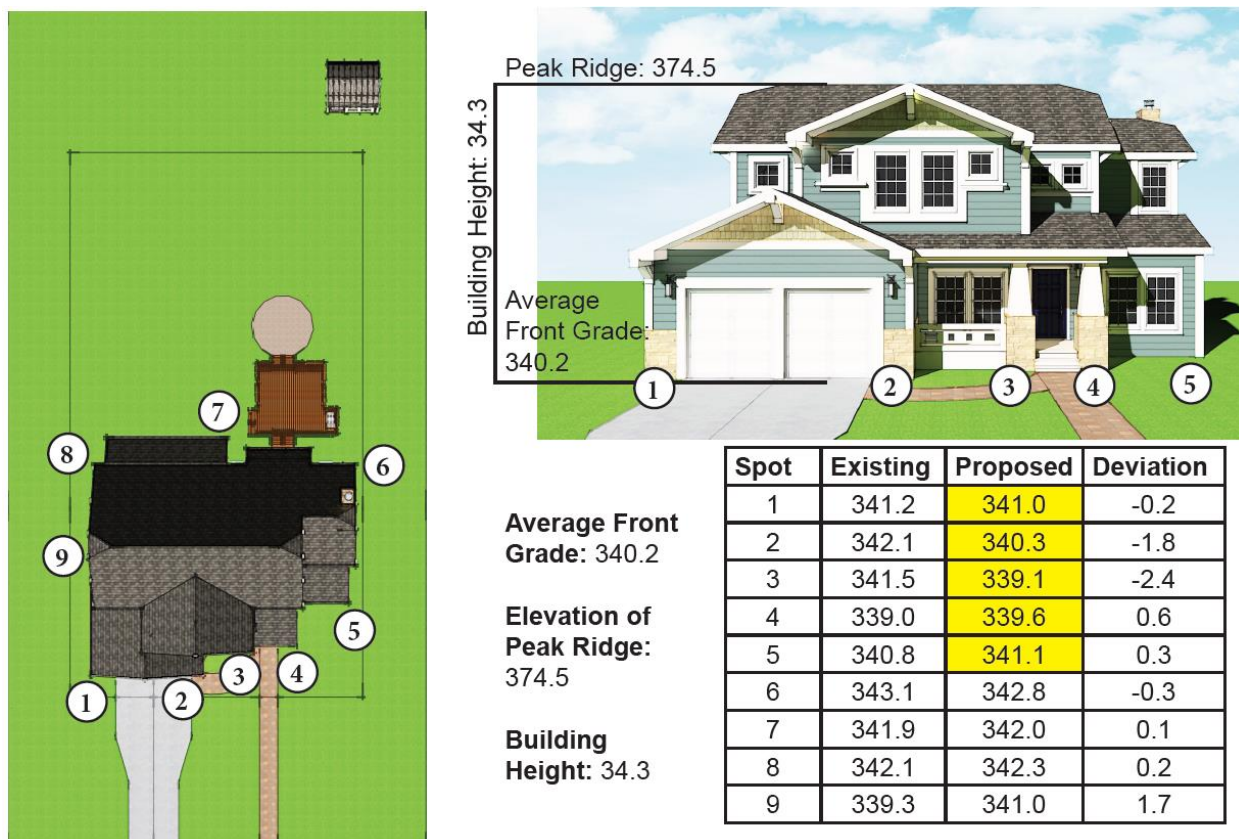 Peak Ridge: 374.5
Building Height: 34.3
Average
Front Grade:
340.2
1
2
3
4
5
7
8
6
9
5
3
4
1
2
Average Front
Grade: 340.2
Elevation of
Peak Ridge:
374.5
Building
Height: 34.3
Spot Existing Proposed Deviation
1 341.2 341.0 -0.2
2 342.1 340.3 -1.8
3 341.5 339.1 -2.4
4 339.0 339.6 0.6
5 340.8 341.1 0.3
6 343.1 342.8 -0.3
7 341.9 342.0 0.1
8 342.1 342.3 0.2
9 339.3 341.0 1.7